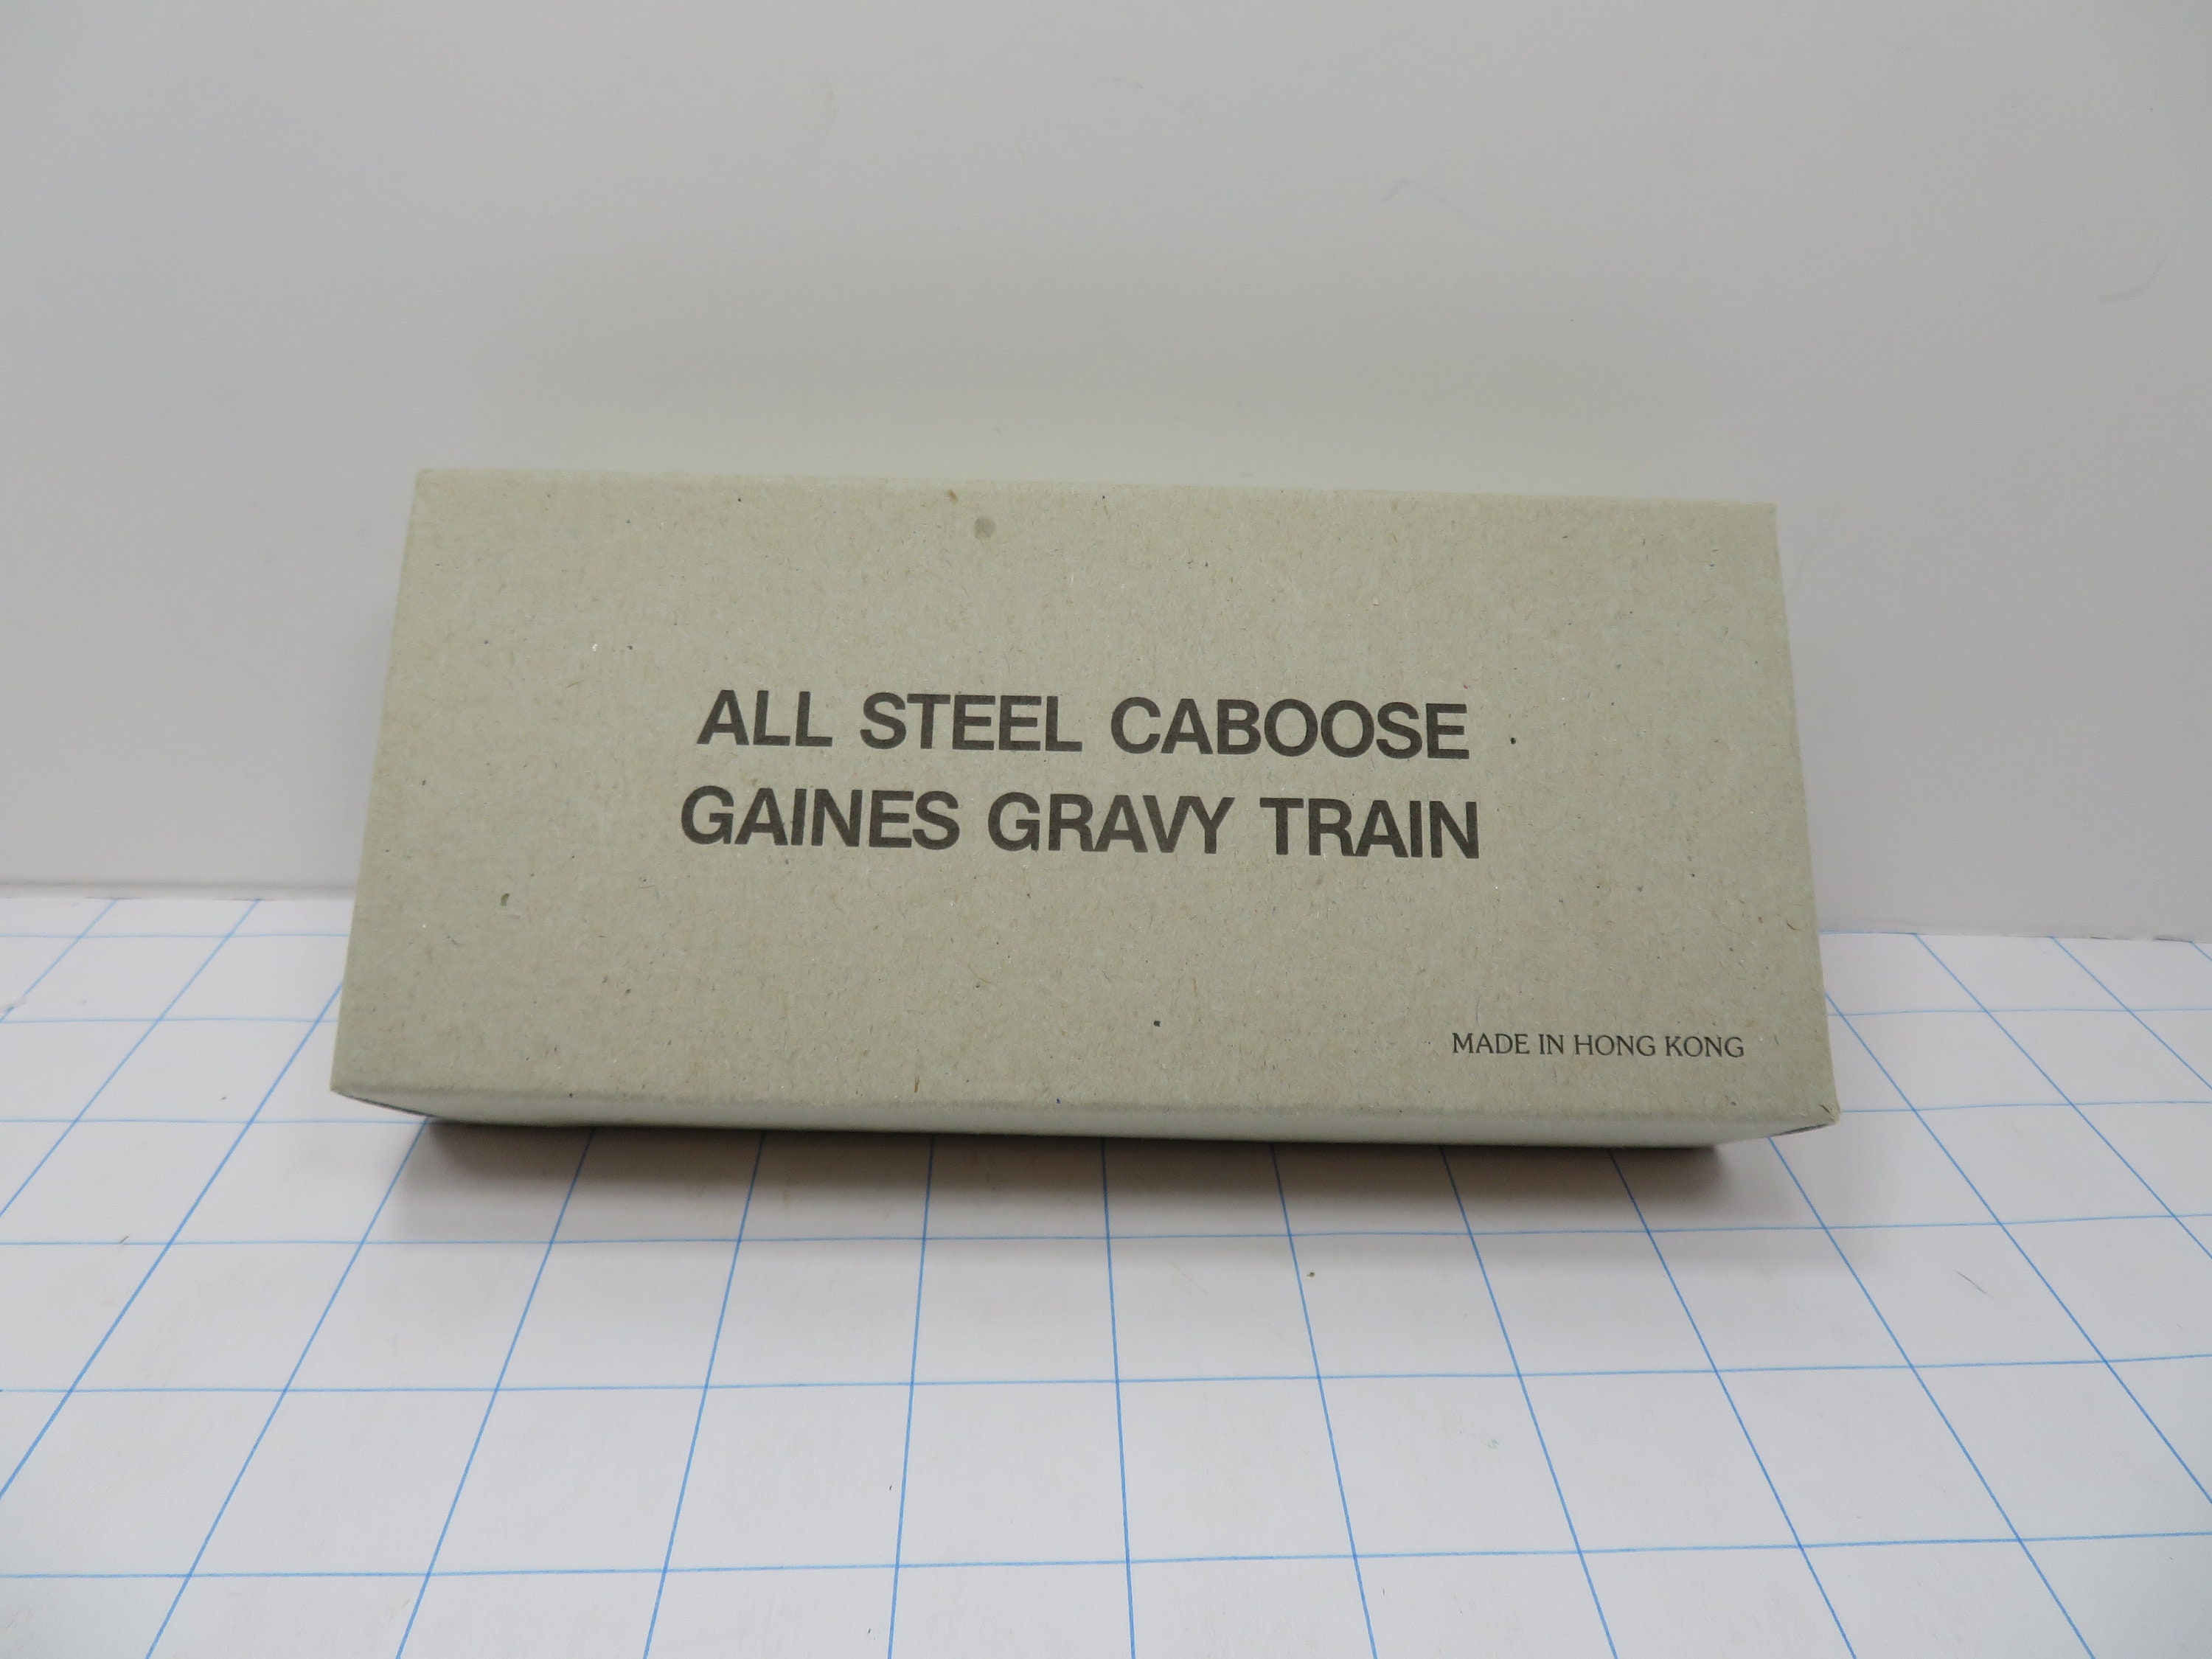 ALL STEEL CABOOSE
GAINES GRAVY TRAIN
MADE IN HONG KONG